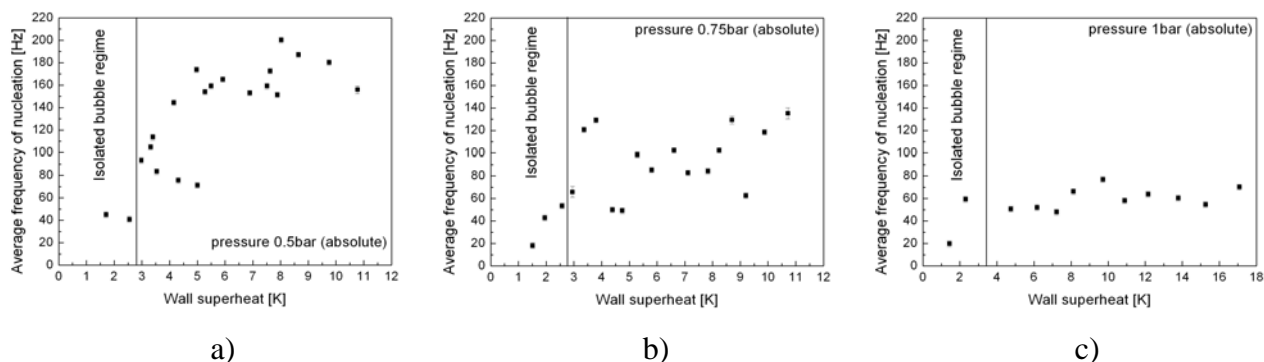 Average frequency of nucleation [Hz]
220
200
180
160
140
120
100
80
60
40
20
0
Isolated bubble regime
pressure 0.5bar (absolute)
0 1 2 3 4 5 6 7 8 9 10 11 12
Wall superheat [K]
a)
Average frequency of nucleation [Hz]
220
200
180
160
140
120
100
80
60
40
20
0
Isolated bubble regime
pressure 0.75bar (absolute)
0 1 2 3 4 5 6 7 8 9 10 11 12
Wall superheat [K]
b)
Average frequency of nucleation [Hz]
220
200
180
160
140
120
100
80
60
40
20
0
Isolated bubble regime
pressure 1bar (absolute)
0 2 4 6 8 10 12 14 16 18
Wall superheat [K]
c)